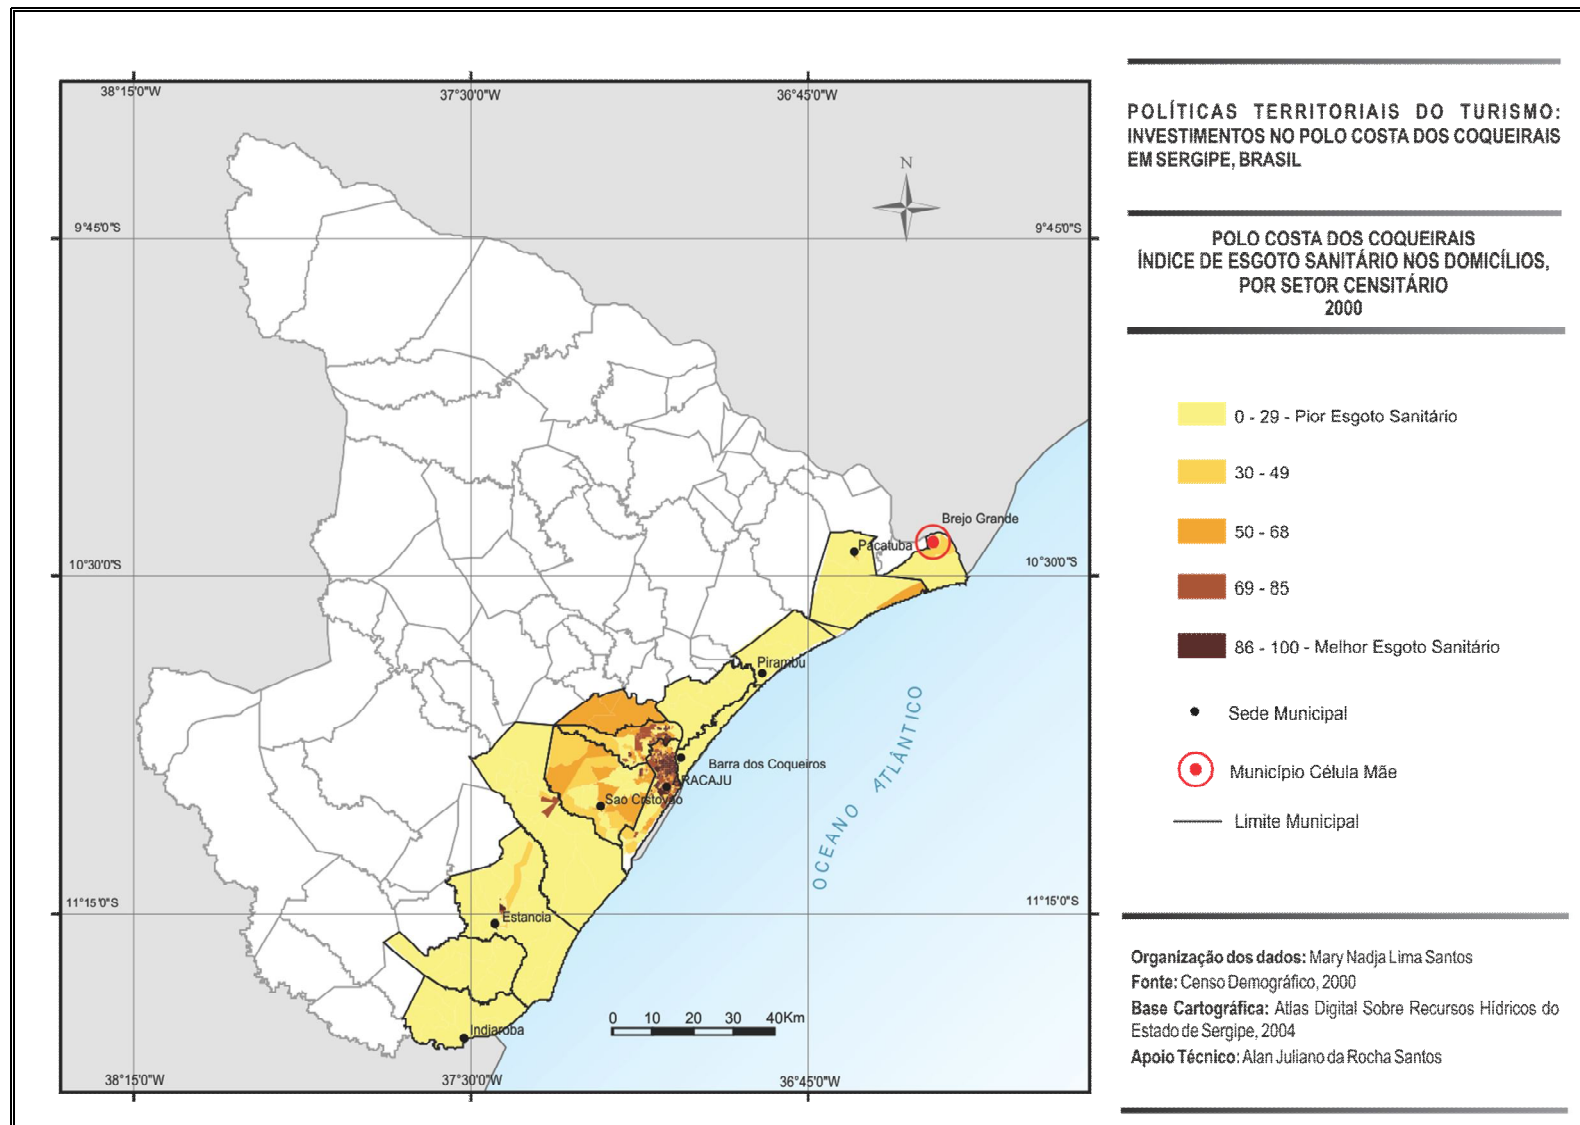 38°15'0"W
37°30'0"W
36°45'0"W
N
9°45'0"S
9°45'0"S
Brejo Grande
Pacatuba
10°30'0"S
10°30'0"S
Pirambu
Barra dos Coqueiros
ARACAJU
Sao Cristovao
OCEANO ATLÂNTICO
11°15'0"S
11°15'0"S
Estancia
Indiaroba
0 10 20 30 40Km
38°15'0"W
37°30'0"W
36°45'0"W
POLÍTICAS TERRITORIAIS DO TURISMO:
INVESTIMENTOS NO POLO COSTA DOS COQUEIRAIS
EM SERGIPE, BRASIL
POLO COSTA DOS COQUEIRAIS
ÍNDICE DE ESGOTO SANITÁRIO NOS DOMICÍLIOS,
POR SETOR CENSITÁRIO
2000
0 - 29 - Pior Esgoto Sanitário
30 - 49
50 - 68
69 - 85
86 - 100 - Melhor Esgoto Sanitário
Sede Municipal
Município Célula Mãe
Limite Municipal
Organização dos dados: Mary Nadja Lima Santos
Fonte: Censo Demográfico, 2000
Base Cartográfica: Atlas Digital Sobre Recursos Hídricos do
Estado de Sergipe, 2004
Apoio Técnico: Alan Juliano da Rocha Santos